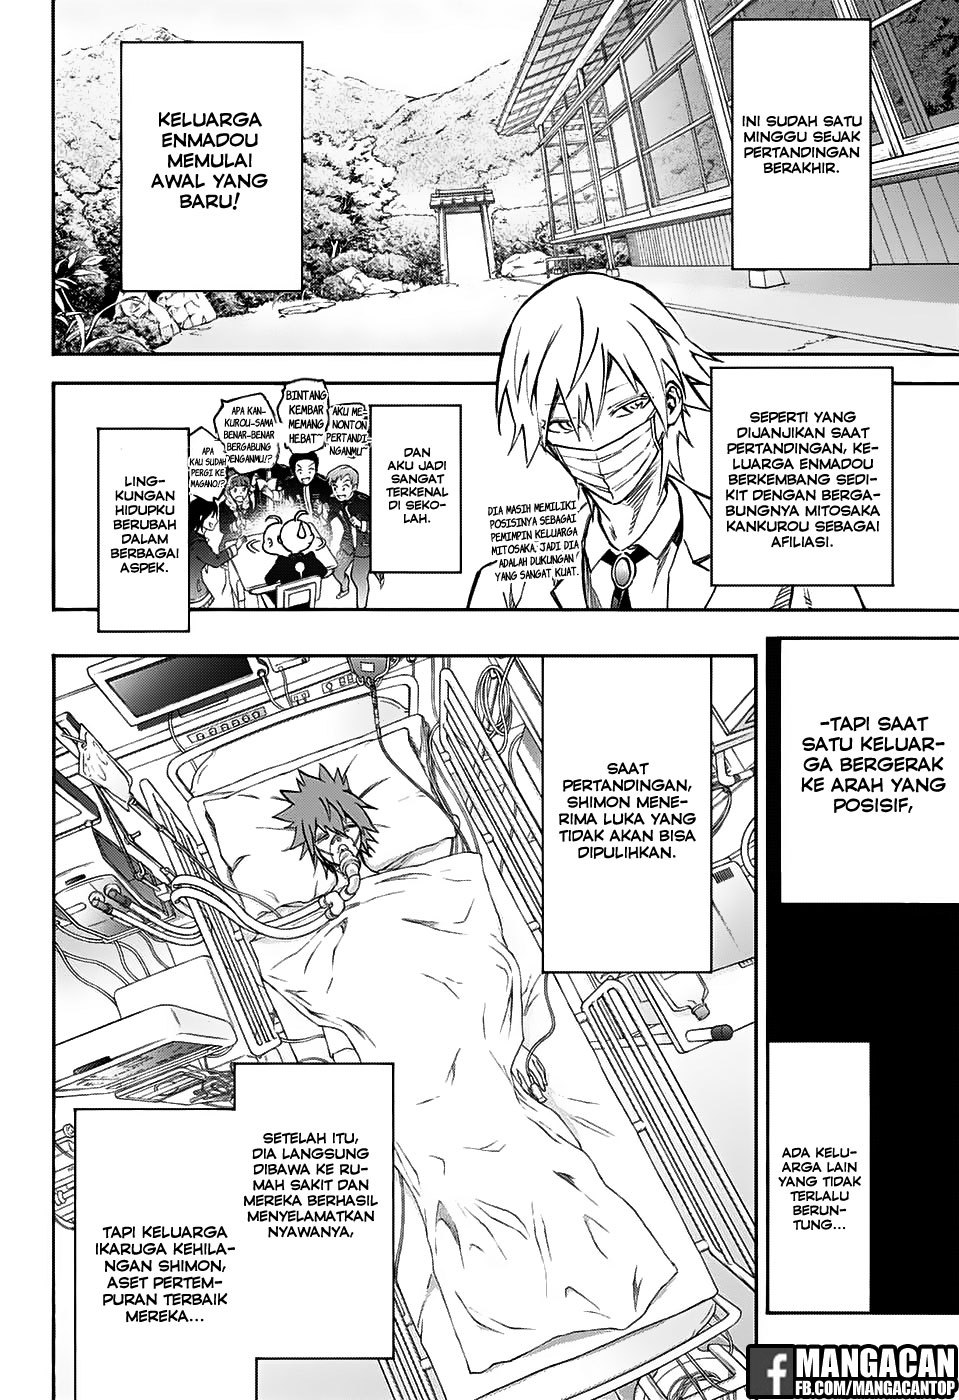 INI SUDAH SATU
MINGGU SEJAK
PERTANDINGAN
BERAKHIR.
KELUARGA
ENMADOU
MEMULAI
AWAL YANG
BARU!
SEPERTI YANG
DIJANJIKAN SAAT
PERTANDINGAN, KE-
LUARGA ENMADOU
BERKEMBANG SEDI-
KIT DENGAN BERGA-
BUNGNYA MITOSAKA
KANKUROU SEBAGAI
AFILIASI.
DIA MASIH MEMILIKI
POSISINYA SEBAGAI
PEMIMPIN KELUARGA
MITOSAKA. JADI DIA
ADALAH DUKUNGAN
YANG SANGAT KUAT.
DAN
AKU JADI
SANGAT
TERKENAL
DI SEKO-
LAH.
AKU ME-
NONTON
PERTANDI-
NGANMU~
BINTANG
KEMBAR
MEMANG
HEBAT~
APA KAN-
KUROU-SAMA
BENAR-BENAR
BERGABUNG
DENGANMU!?
APA
KAU SUDAH
PERGI KE
MAGANO!?
LING-
KUNGAN
HIDUPKU
BERUBAH
DALAM
BERBAGAI
ASPEK.
-TAPI SAAT
SATU KELUAR-
GA BERGERAK
KE ARAH YANG
POSISIF,
ADA KELU-
ARGA LAIN
YANG TIDAK
TERLALU
BERUN-
TUNG...
SAAT
PERTANDINGAN,
SHIMON MENE-
RIMA LUKA YANG
TIDAK AKAN BISA
DIPULIHKAN.
SETELAH ITU,
DIA LANGSUNG
DIBAWA KE RU-
MAH SAKIT DAN
MEREKA BERHASIL
MENYELAMATKAN
NYAWANYA,
TAPI KELUARGA
IKARUGA KEHILA-
NGAN SHIMON,
ASET PERTEM-
PURAN TERBAIK
MEREKA...
f MANGACAN
FB.COM/MANGACANTOP